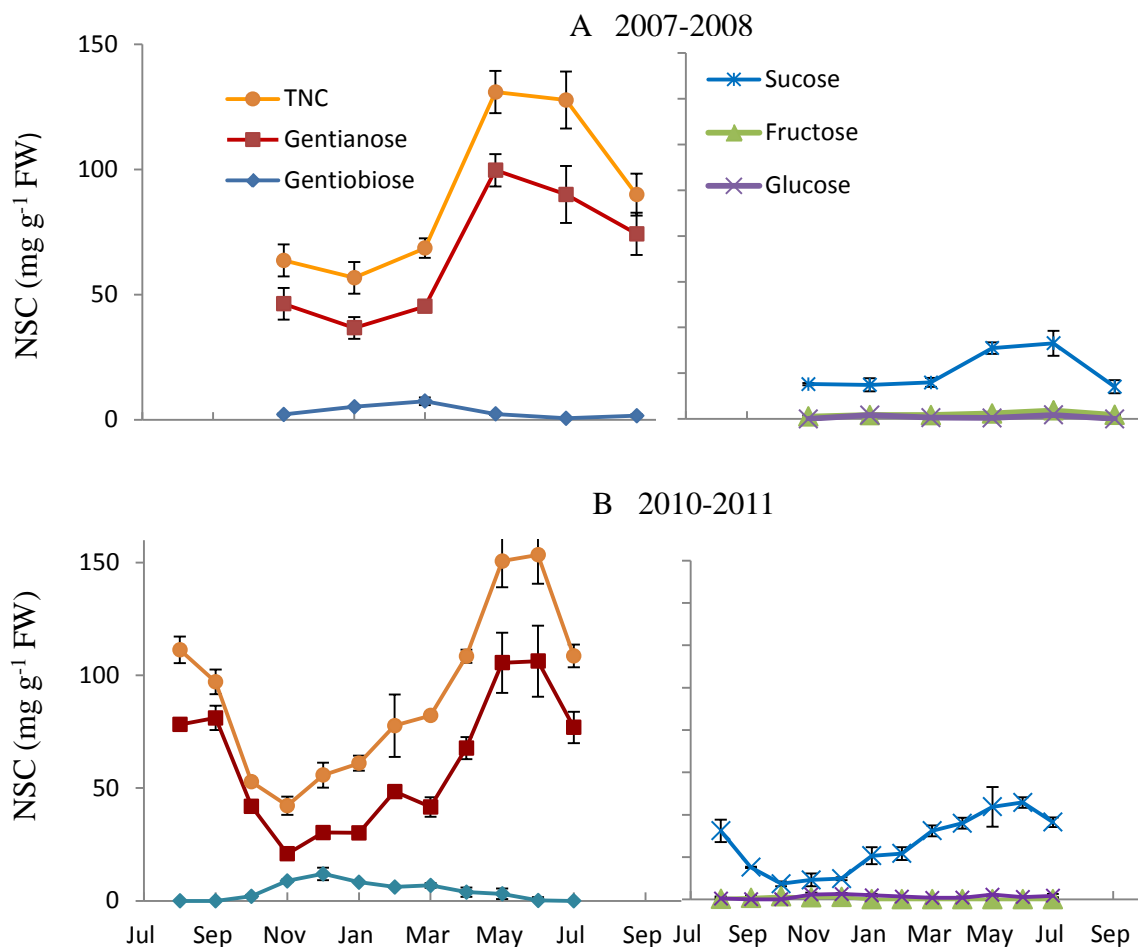 A 2007-2008
NSC (mg g-1 FW)
150
100
50
0
TNC
Gentianose
Gentiobiose
Sucose
Fructose
Glucose
B 2010-2011
NSC (mg g-1 FW)
150
100
50
0
Jul Sep Nov Jan Mar May Jul Sep
Jul Sep Nov Jan Mar May Jul Sep